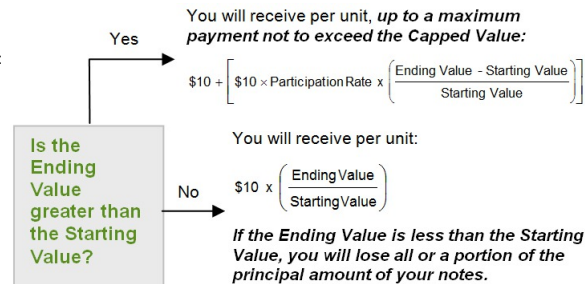 You will receive per unit, up to a maximum
payment not to exceed the Capped Value:
Yes
$10 + [ $10 × Participation Rate x ( Ending Value - Starting Value / Starting Value ) ]
Is the
Ending
Value
greater than
the Starting
Value?
You will receive per unit:
No
$10 x ( Ending Value / Starting Value )
If the Ending Value is less than the Starting
Value, you will lose all or a portion of the
principal amount of your notes.